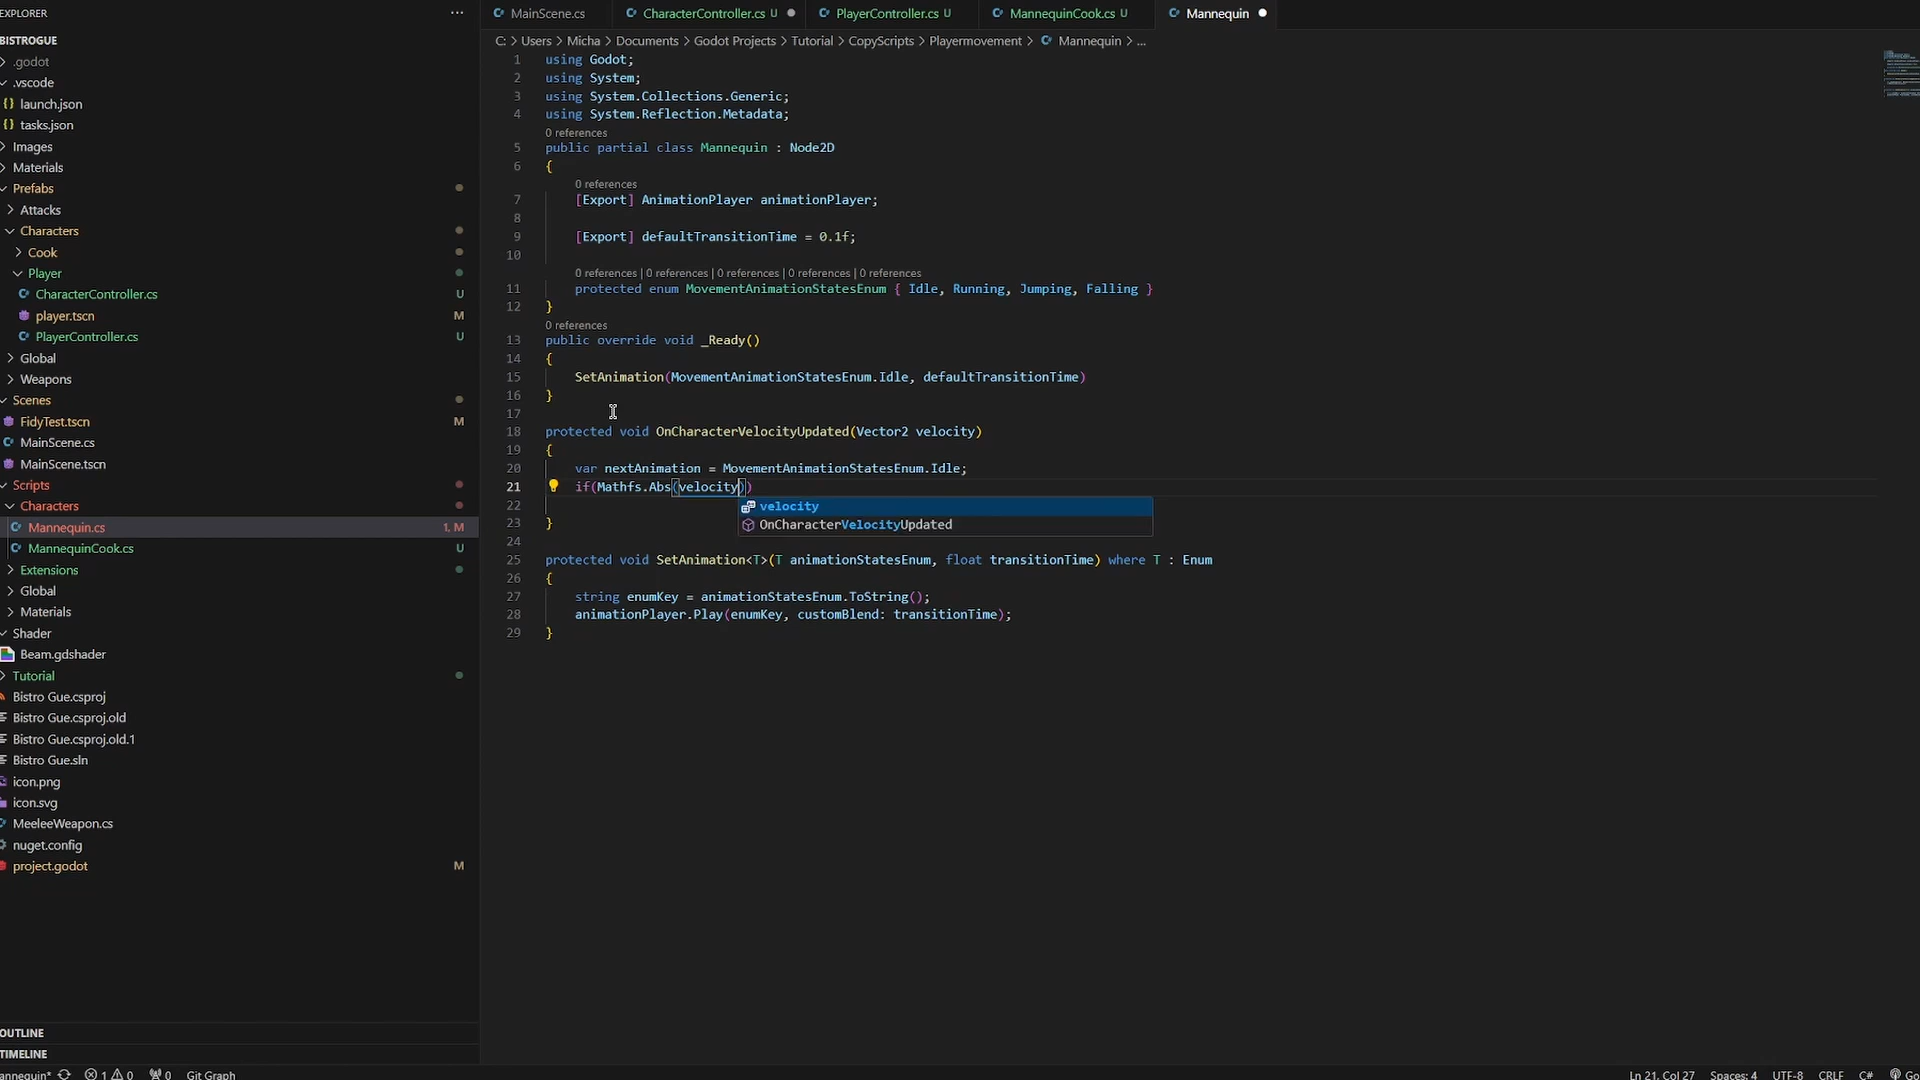 EXPLORER
...
BISTROGUE
.godot
.vscode
launch.json
tasks.json
Images
Materials
Prefabs
Attacks
Characters
Cook
Player
CharacterController.cs U
player.tscn M
PlayerController.cs U
Global
Weapons
Scenes
FidyTest.tscn M
MainScene.cs
MainScene.tscn
Scripts
Characters
Mannequin.cs 1, M
MannequinCook.cs U
Extensions
Global
Materials
Shader
Beam.gdshader
Tutorial
Bistro Gue.csproj
Bistro Gue.csproj.old
Bistro Gue.csproj.old.1
Bistro Gue.sln
icon.png
icon.svg
MeeleeWeapon.cs
nuget.config
project.godot M
OUTLINE
TIMELINE
MainScene.cs CharacterController.cs U PlayerController.cs U MannequinCook.cs U Mannequin
C: > Users > Micha > Documents > Godot Projects > Tutorial > CopyScripts > Playermovement > Mannequin > ...
1 using Godot;
2 using System;
3 using System.Collections.Generic;
4 using System.Reflection.Metadata;
0 references
5 public partial class Mannequin : Node2D
6 {
0 references
7 [Export] AnimationPlayer animationPlayer;
8
9 [Export] defaultTransitionTime = 0.1f;
10
0 references | 0 references | 0 references | 0 references | 0 references
11 protected enum MovementAnimationStatesEnum { Idle, Running, Jumping, Falling }
12 }
0 references
13 public override void _Ready()
14 {
15 SetAnimation(MovementAnimationStatesEnum.Idle, defaultTransitionTime)
16 }
17
18 protected void OnCharacterVelocityUpdated(Vector2 velocity)
19 {
20 var nextAnimation = MovementAnimationStatesEnum.Idle;
21 if(Mathfs.Abs(velocity))
22 velocity
OnCharacterVelocityUpdated
23 }
24
25 protected void SetAnimation<T>(T animationStatesEnum, float transitionTime) where T : Enum
26 {
27 string enumKey = animationStatesEnum.ToString();
28 animationPlayer.Play(enumKey, customBlend: transitionTime);
29 }
annequin* 1 0 0 Git Graph Ln 21, Col 27 Spaces: 4 UTF-8 CRLF C# Go